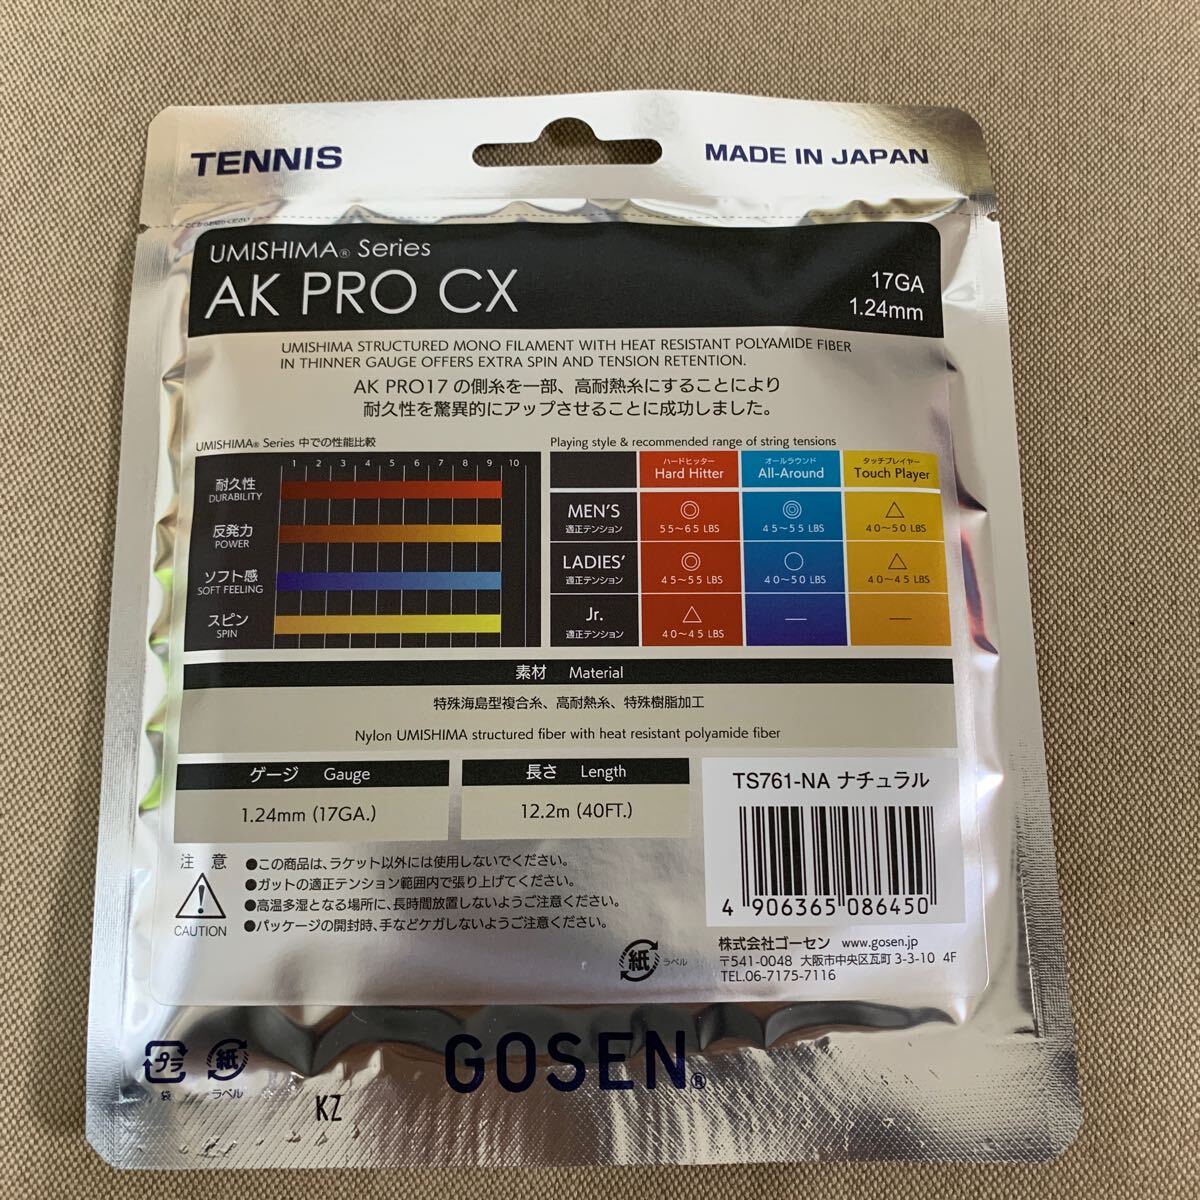 TENNIS
MADE IN JAPAN
UMISHIMA® Series
AK PRO CX
17GA
1.24mm
UMISHIMA STRUCTURED MONO FILAMENT WITH HEAT RESISTANT POLYAMIDE FIBER
IN THINNER GAUGE OFFERS EXTRA SPIN AND TENSION RETENTION.
AK PRO17 の側糸を一部、高耐熱糸にすることにより
耐久性を驚異的にアップさせることに成功しました。
UMISHIMA® Series 中での性能比較
1 2 3 4 5 6 7 8 9 10
耐久性
DURABILITY
反発力
POWER
ソフト感
SOFT FEELING
スピン
SPIN
Playing style & recommended range of string tensions
ハードヒッター オールラウンド タッチプレイヤー
Hard Hitter All-Around Touch Player
MEN'S ◎ ◎ △
適正テンション 55〜65 LBS 45〜55 LBS 40〜50 LBS
LADIES' ◎ ○ △
適正テンション 45〜55 LBS 40〜50 LBS 40〜45 LBS
Jr. △ — —
適正テンション 40〜45 LBS
素材 Material
特殊海島型複合糸、高耐熱糸、特殊樹脂加工
Nylon UMISHIMA structured fiber with heat resistant polyamide fiber
ゲージ Gauge
1.24mm (17GA.)
長さ Length
12.2m (40FT.)
TS761-NA ナチュラル
4 906365 086450
注 意
CAUTION
●この商品は、ラケット以外には使用しないでください。
●ガットの適正テンション範囲内で張り上げてください。
●高温多湿となる場所に、長時間放置しないようご注意ください。
●パッケージの開封時、手などケガしないようご注意ください。
紙 ラベル
株式会社ゴーセン www.gosen.jp
〒541-0048 大阪市中央区瓦町 3-3-10 4F
TEL.06-7175-7116
プラ
袋
紙
ラベル
GOSEN®
KZ